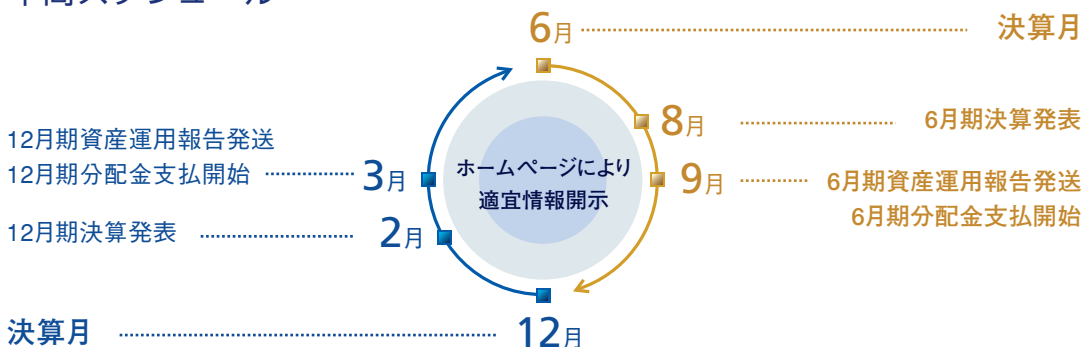 6月 決算月
8月 6月期決算発表
9月 6月期資産運用報告発送
6月期分配金支払開始
12月期資産運用報告発送
12月期分配金支払開始 3月
12月期決算発表 2月
決算月 12月
ホームページにより
適宜情報開示